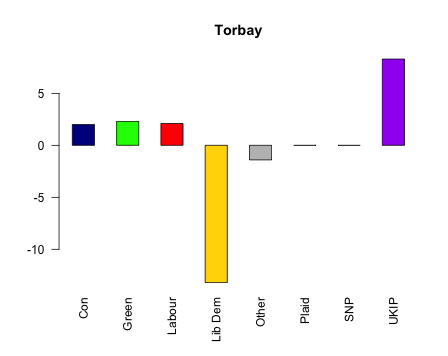 Torbay
5
0
-5
-10
Con
Green
Labour
Lib Dem
Other
Plaid
SNP
UKIP